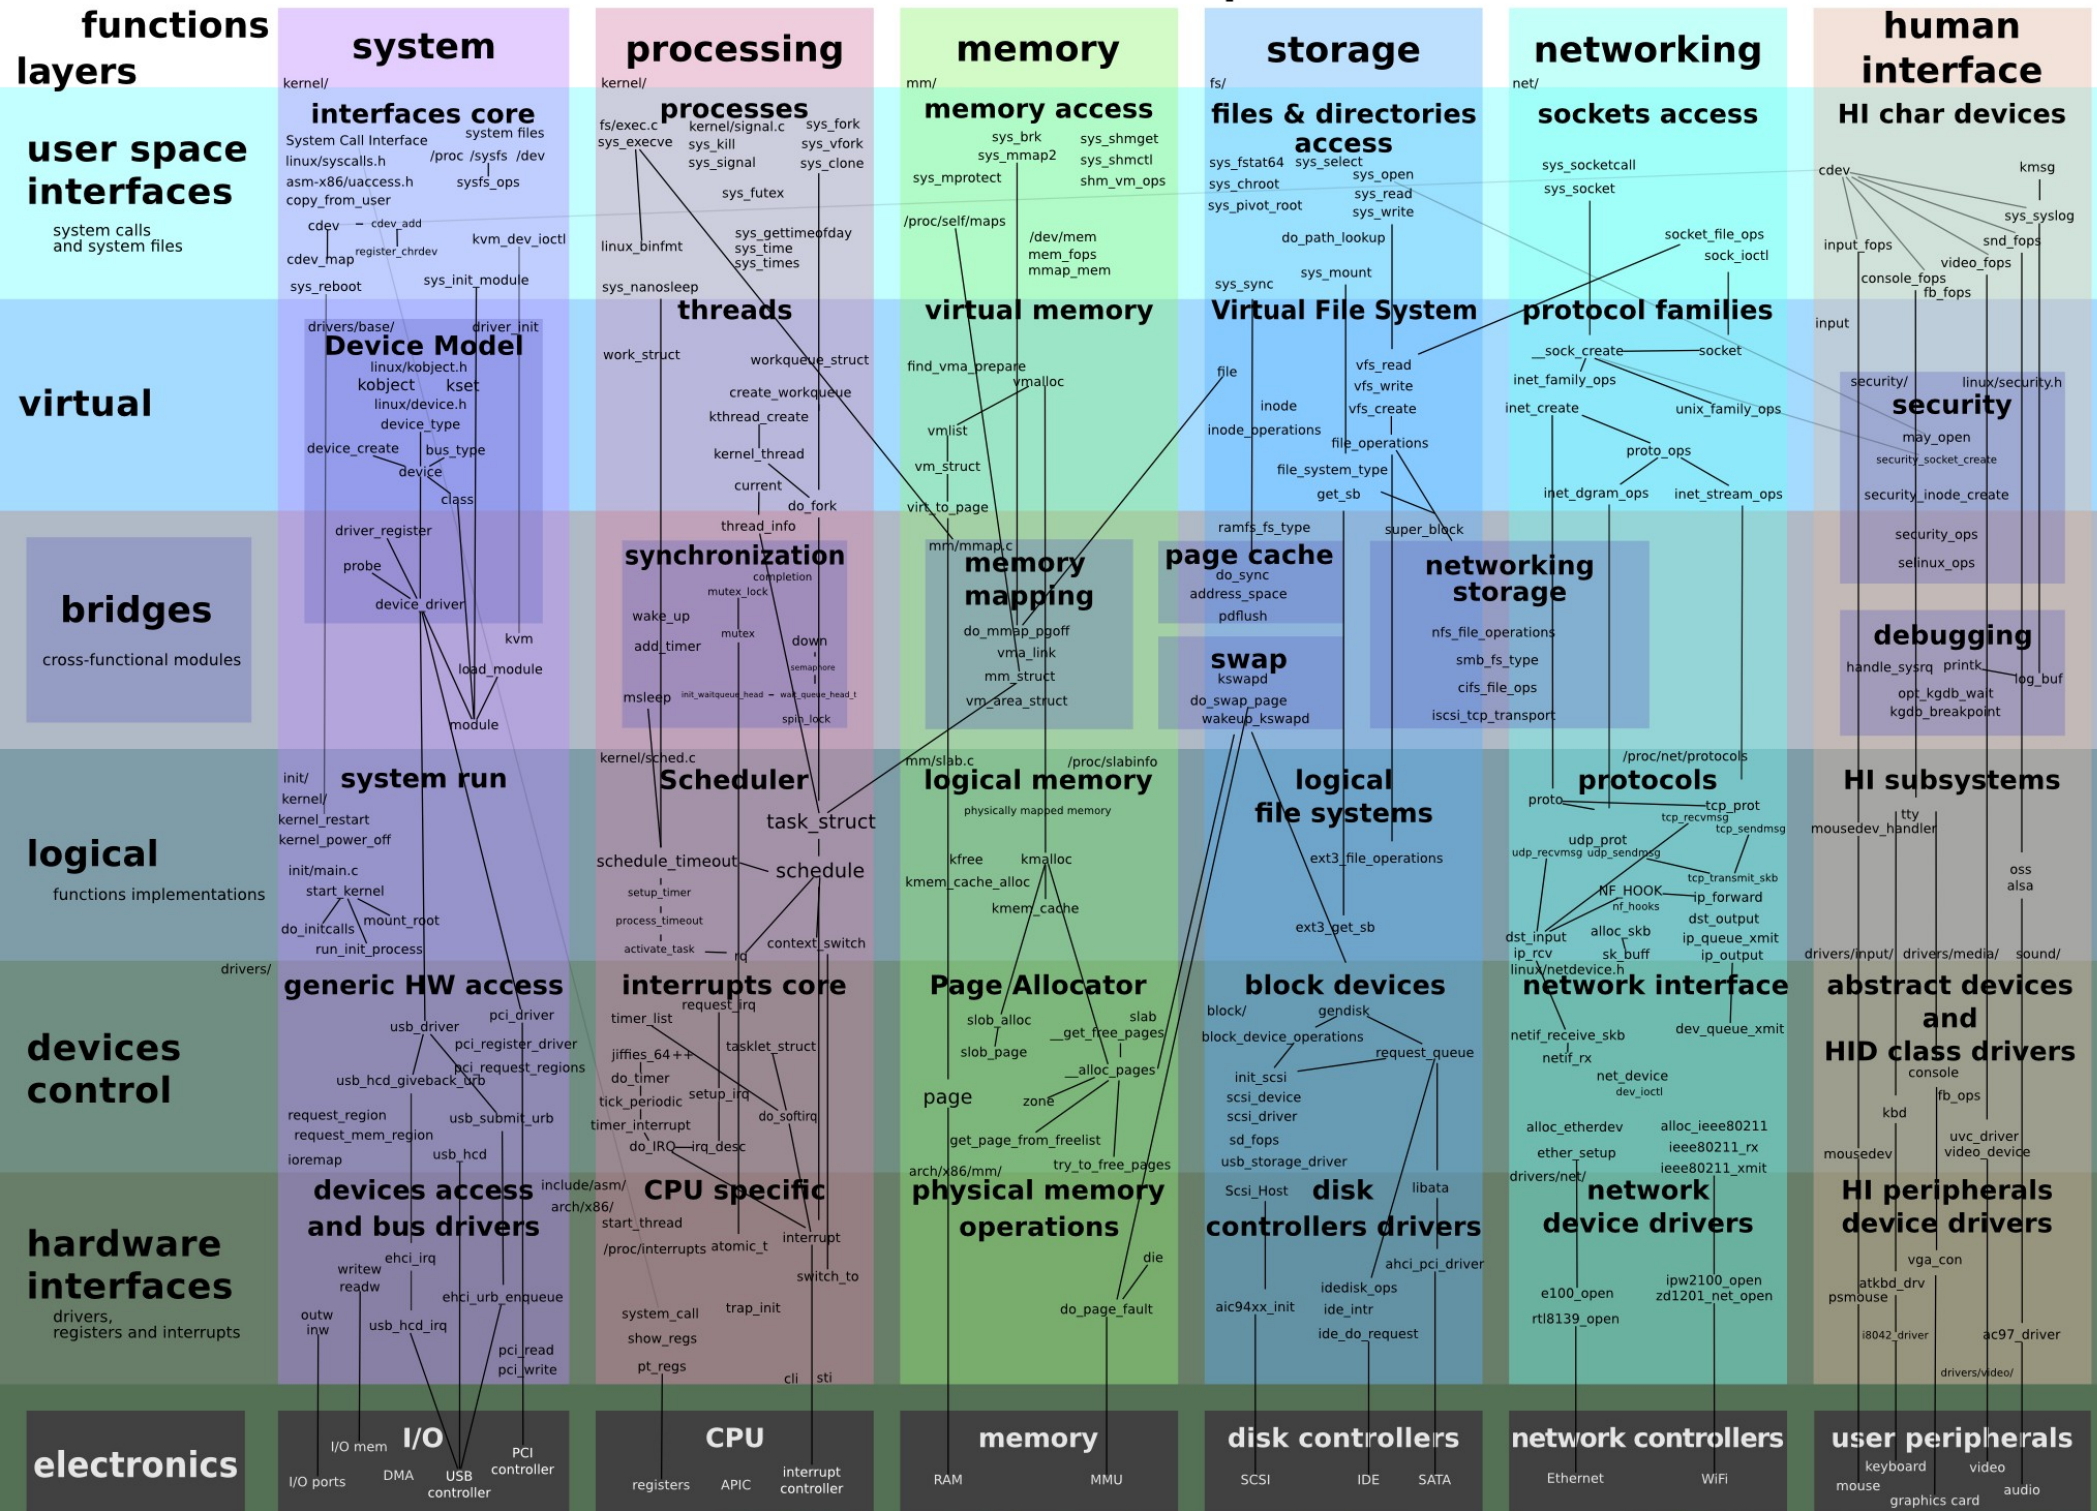 functions
layers
system
processing
memory
storage
networking
human
interface
kernel/
kernel/
mm/
fs/
net/
user space
interfaces
system calls
and system files
interfaces core
System Call Interface
system files
linux/syscalls.h
/proc /sysfs /dev
asm-x86/uaccess.h
sysfs_ops
copy_from_user
cdev
cdev_add
register_chrdev
kvm_dev_ioctl
cdev_map
sys_reboot
sys_init_module
processes
fs/exec.c
kernel/signal.c
sys_fork
sys_execve
sys_kill
sys_vfork
sys_signal
sys_clone
sys_futex
sys_gettimeofday
linux_binfmt
sys_time
sys_times
sys_nanosleep
memory access
sys_brk
sys_shmget
sys_mmap2
sys_shmctl
sys_mprotect
shm_vm_ops
/proc/self/maps
/dev/mem
mem_fops
mmap_mem
files & directories
access
sys_fstat64
sys_select
sys_open
sys_chroot
sys_read
sys_pivot_root
sys_write
do_path_lookup
sys_mount
sys_sync
sockets access
sys_socketcall
sys_socket
socket_file_ops
sock_ioctl
HI char devices
cdev
kmsg
sys_syslog
input_fops
snd_fops
video_fops
console_fops
fb_fops
virtual
drivers/base/
driver_init
Device Model
linux/kobject.h
kobject
kset
linux/device.h
device_type
device_create
bus_type
device
class
driver_register
probe
device_driver
kvm
load_module
module
threads
work_struct
workqueue_struct
create_workqueue
kthread_create
kernel_thread
current
do_fork
thread_info
virtual memory
find_vma_prepare
vmalloc
vmlist
vm_struct
virt_to_page
Virtual File System
file
vfs_read
vfs_write
inode
vfs_create
inode_operations
file_operations
file_system_type
get_sb
ramfs_fs_type
super_block
protocol families
__sock_create
socket
inet_family_ops
inet_create
unix_family_ops
proto_ops
inet_dgram_ops
inet_stream_ops
input
security/
linux/security.h
security
may_open
security_socket_create
security_inode_create
security_ops
selinux_ops
bridges
cross-functional modules
synchronization
completion
mutex_lock
wake_up
mutex
down
add_timer
semaphore
msleep
init_waitqueue_head
wait_queue_head_t
spin_lock
mm/mmap.c
memory
mapping
do_mmap_pgoff
vma_link
mm_struct
vm_area_struct
page cache
do_sync
address_space
pdflush
swap
kswapd
do_swap_page
wakeup_kswapd
networking
storage
nfs_file_operations
smb_fs_type
cifs_file_ops
iscsi_tcp_transport
debugging
handle_sysrq
printk
log_buf
opt_kgdb_wait
kgdb_breakpoint
logical
functions implementations
system run
init/
kernel/
kernel_restart
kernel_power_off
init/main.c
start_kernel
mount_root
do_initcalls
run_init_process
kernel/sched.c
Scheduler
task_struct
schedule_timeout
schedule
setup_timer
process_timeout
context_switch
activate_task
rq
mm/slab.c
/proc/slabinfo
logical memory
physically mapped memory
kfree
kmalloc
kmem_cache_alloc
kmem_cache
logical
file systems
ext3_file_operations
ext3_get_sb
/proc/net/protocols
protocols
proto
tcp_prot
tcp_recvmsg
tcp_sendmsg
udp_prot
udp_recvmsg
udp_sendmsg
tcp_transmit_skb
NF_HOOK
ip_forward
nf_hooks
dst_output
alloc_skb
dst_input
ip_queue_xmit
ip_rcv
sk_buff
ip_output
HI subsystems
tty
mousedev_handler
oss
alsa
drivers/input/
drivers/media/
sound/
drivers/
devices
control
generic HW access
pci_driver
usb_driver
pci_register_driver
pci_request_regions
usb_hcd_giveback_urb
request_region
usb_submit_urb
request_mem_region
usb_hcd
ioremap
interrupts core
request_irq
timer_list
jiffies_64++
tasklet_struct
do_timer
setup_irq
tick_periodic
do_softirq
timer_interrupt
do_IRQ
irq_desc
Page Allocator
slob_alloc
slab
__get_free_pages
slob_page
__alloc_pages
page
zone
get_page_from_freelist
try_to_free_pages
arch/x86/mm/
block devices
block/
gendisk
block_device_operations
request_queue
init_scsi
scsi_device
scsi_driver
sd_fops
usb_storage_driver
linux/netdevice.h
network interface
netif_receive_skb
dev_queue_xmit
netif_rx
net_device
dev_ioctl
alloc_etherdev
alloc_ieee80211
ether_setup
ieee80211_rx
ieee80211_xmit
drivers/net/
abstract devices
and
HID class drivers
console
fb_ops
kbd
uvc_driver
mousedev
video_device
hardware
interfaces
drivers,
registers and interrupts
devices access
and bus drivers
include/asm/
arch/x86/
ehci_irq
writew
readw
ehci_urb_enqueue
outw
inw
usb_hcd_irq
pci_read
pci_write
CPU specific
start_thread
/proc/interrupts
atomic_t
interrupt
switch_to
system_call
trap_init
show_regs
pt_regs
cli
sti
physical memory
operations
die
do_page_fault
Scsi_Host
disk
libata
controllers drivers
ahci_pci_driver
idedisk_ops
aic94xx_init
ide_intr
ide_do_request
network
device drivers
ipw2100_open
e100_open
zd1201_net_open
rtl8139_open
HI peripherals
device drivers
vga_con
atkbd_drv
psmouse
i8042_driver
ac97_driver
drivers/video/
electronics
I/O
I/O mem
PCI
controller
I/O ports
DMA
USB
controller
CPU
registers
APIC
interrupt
controller
memory
RAM
MMU
disk controllers
SCSI
IDE
SATA
network controllers
Ethernet
WiFi
user peripherals
keyboard
video
mouse
audio
graphics card